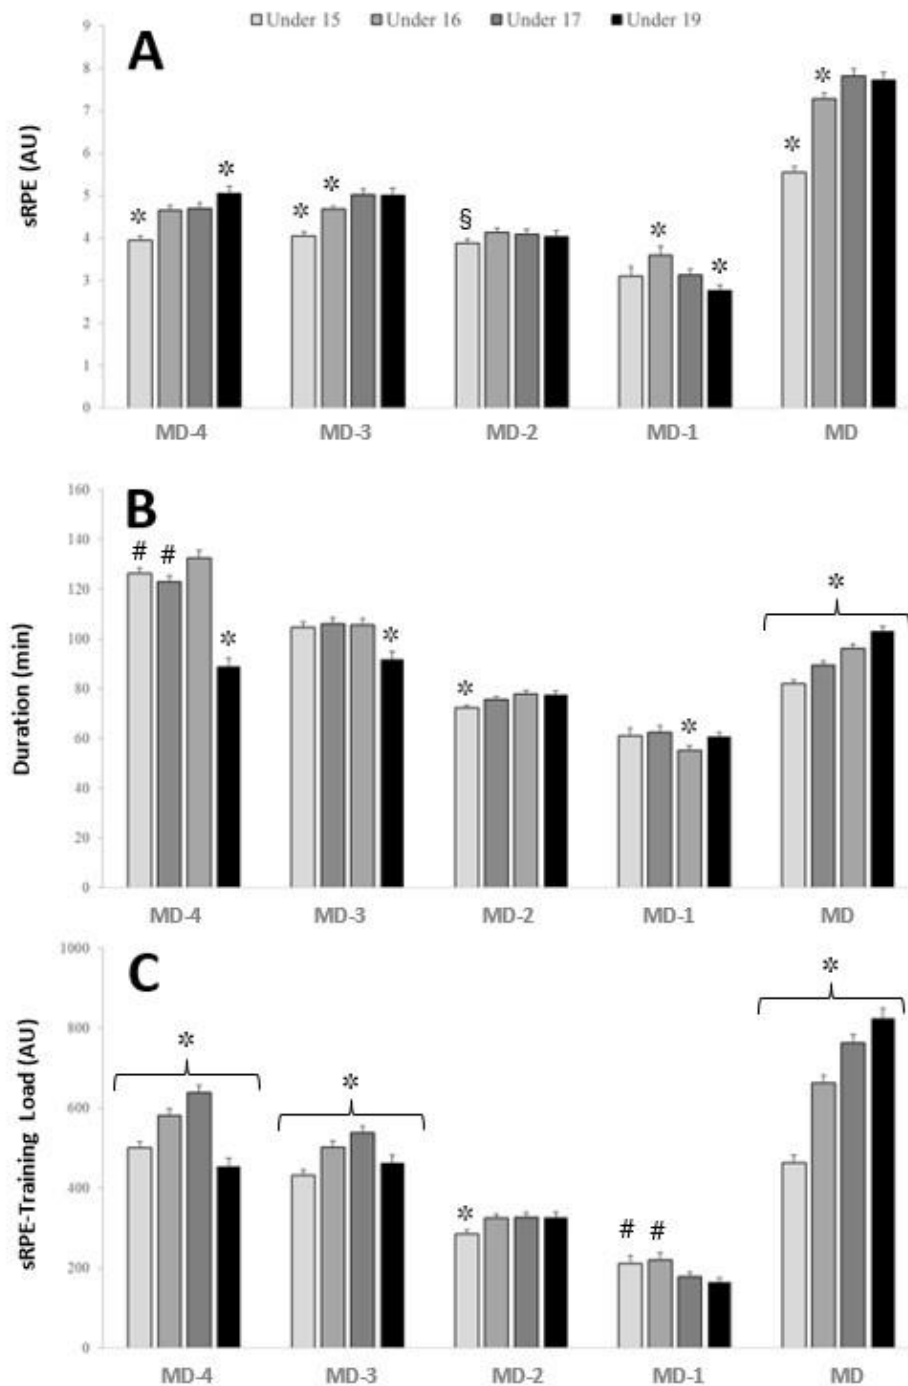 Under 15 Under 16 Under 17 Under 19
A
sRPE (AU)
9
8
7
6
5
4
3
2
1
0
* * * * § * * * *
MD-4 MD-3 MD-2 MD-1 MD
B
Duration (min)
160
140
120
100
80
60
40
20
0
# # * * * * *
MD-4 MD-3 MD-2 MD-1 MD
C
sRPE-Training Load (AU)
1000
800
600
400
200
0
* * * # # *
MD-4 MD-3 MD-2 MD-1 MD